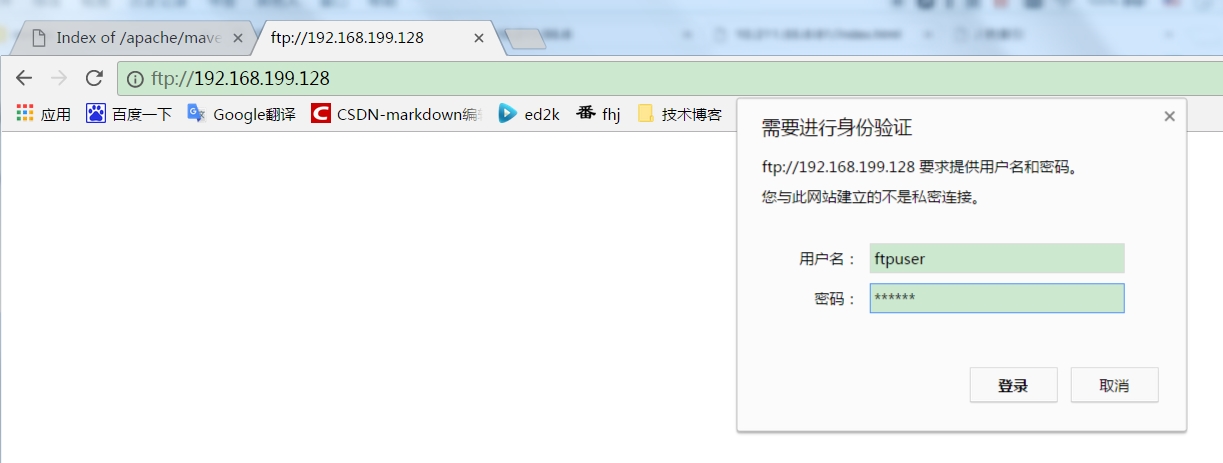 Index of /apache/mave
ftp://192.168.199.128
ftp://192.168.199.128
应用 百度一下 Google翻译 CSDN-markdown编 ed2k 番 fhj 技术博客
需要进行身份验证
ftp://192.168.199.128 要求提供用户名和密码。
您与此网站建立的不是私密连接。
用户名： ftpuser
密码： ******
登录 取消